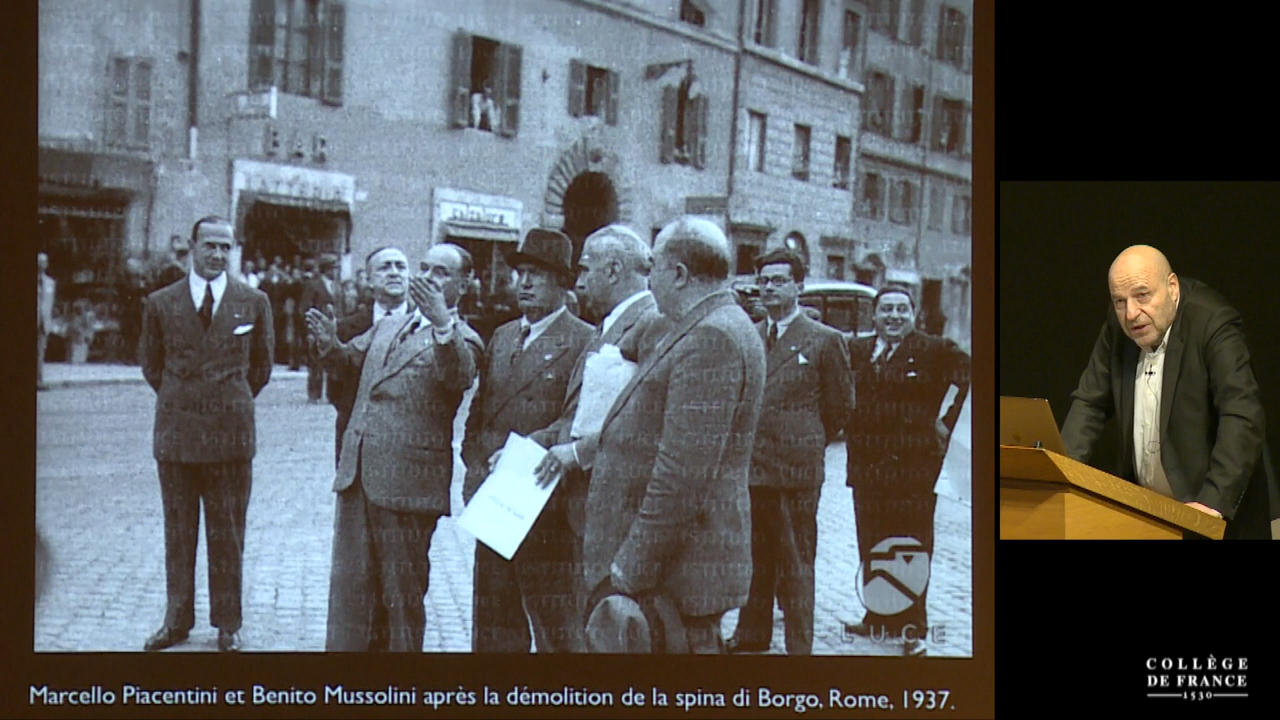 BAR
LUCE
Marcello Piacentini et Benito Mussolini après la démolition de la spina di Borgo, Rome, 1937.
COLLÈGE
DE FRANCE
1530